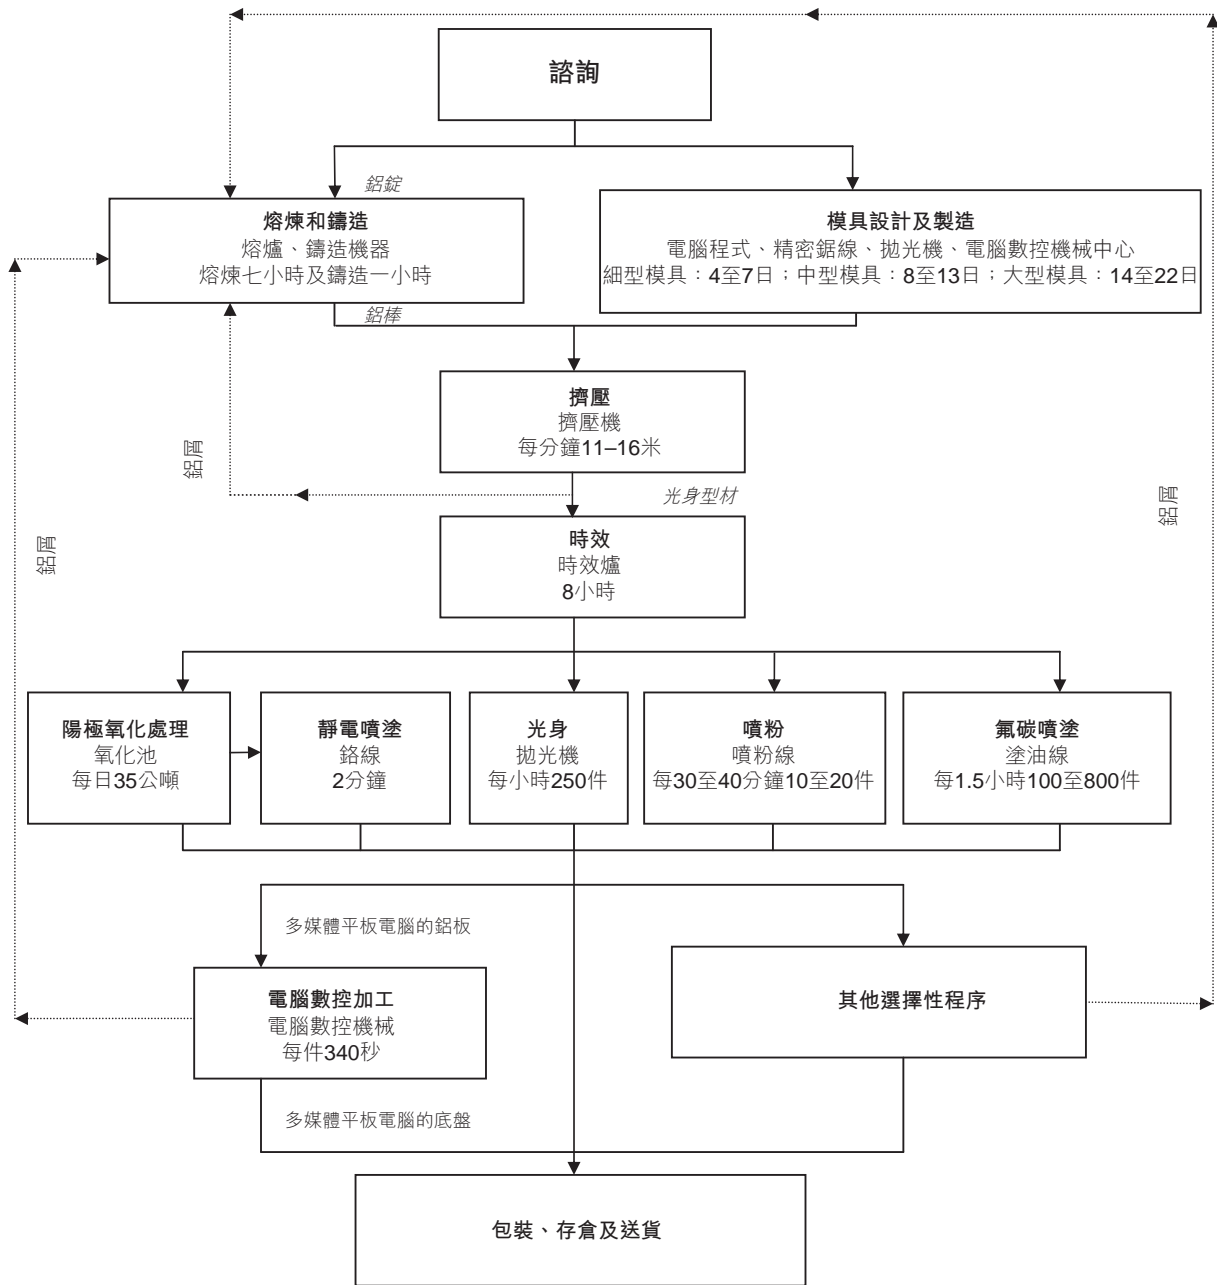 諮詢
鋁錠
熔煉和鑄造
熔爐、鑄造機器
熔煉七小時及鑄造一小時
模具設計及製造
電腦程式、精密鋸線、拋光機、電腦數控機械中心
細型模具：4至7日；中型模具：8至13日；大型模具：14至22日
鋁棒
擠壓
擠壓機
每分鐘11–16米
鋁屑
光身型材
鋁屑
鋁屑
時效
時效爐
8小時
陽極氧化處理
氧化池
每日35公噸
靜電噴塗
鉻線
2分鐘
光身
拋光機
每小時250件
噴粉
噴粉線
每30至40分鐘10至20件
氟碳噴塗
塗油線
每1.5小時100至800件
多媒體平板電腦的鋁板
電腦數控加工
電腦數控機械
每件340秒
其他選擇性程序
多媒體平板電腦的底盤
包裝、存倉及送貨